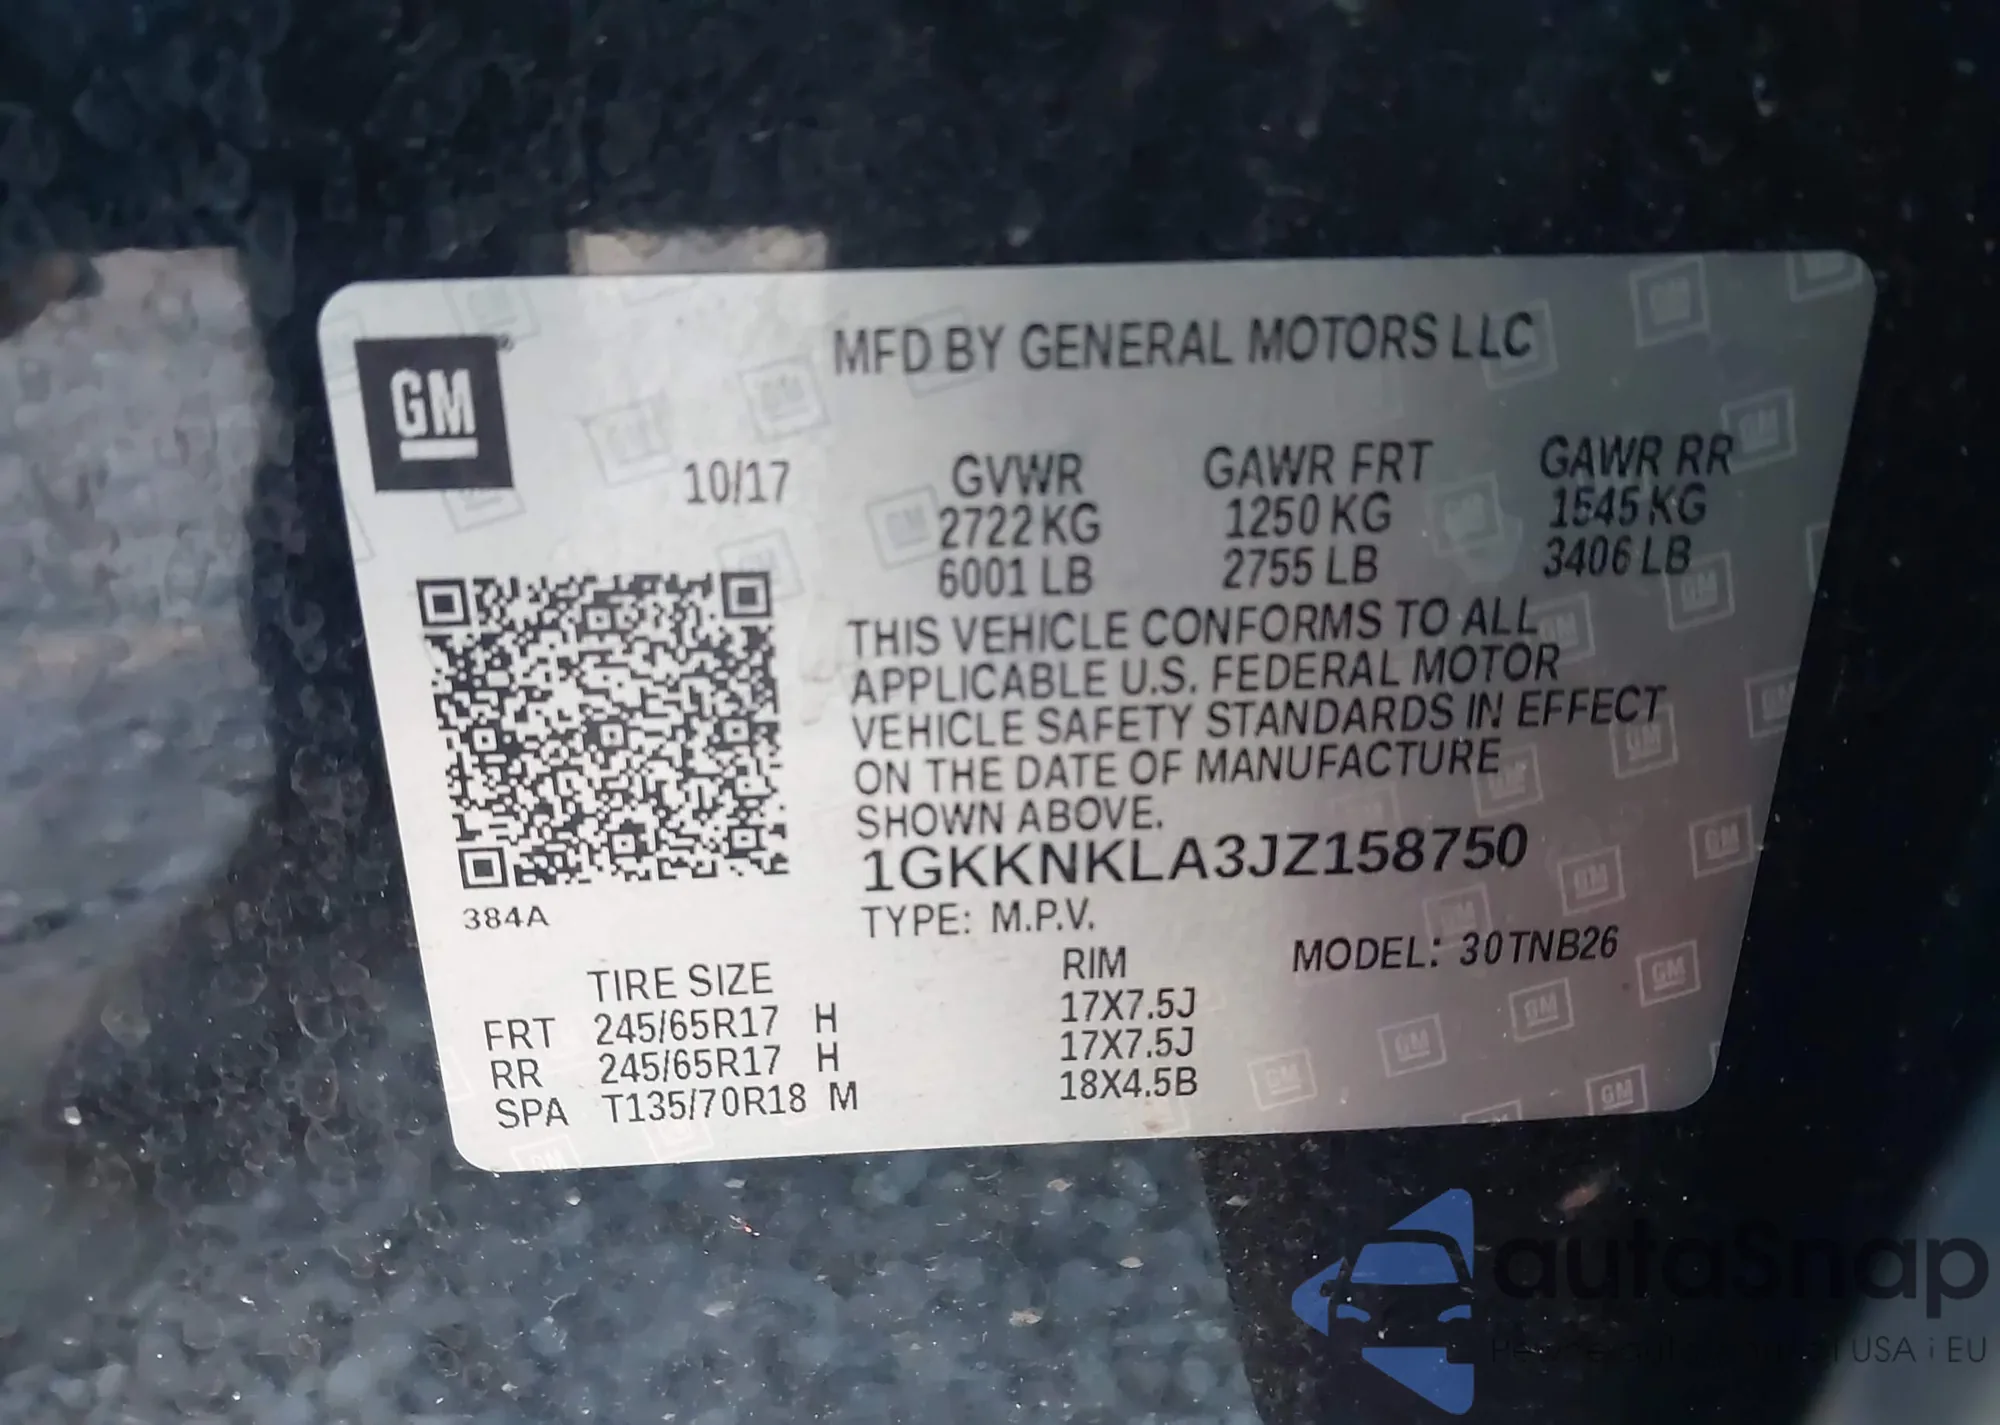 GM
MFD BY GENERAL MOTORS LLC
10/17
GVWR GAWR FRT GAWR RR
2722 KG 1250 KG 1545 KG
6001 LB 2755 LB 3406 LB
THIS VEHICLE CONFORMS TO ALL
APPLICABLE U.S. FEDERAL MOTOR
VEHICLE SAFETY STANDARDS IN EFFECT
ON THE DATE OF MANUFACTURE
SHOWN ABOVE.
1GKKNKLA3JZ158750
384A
TYPE: M.P.V.
MODEL: 30TNB26
TIRE SIZE RIM
FRT 245/65R17 H 17X7.5J
RR 245/65R17 H 17X7.5J
SPA T135/70R18 M 18X4.5B
autaSnap
USA i EU